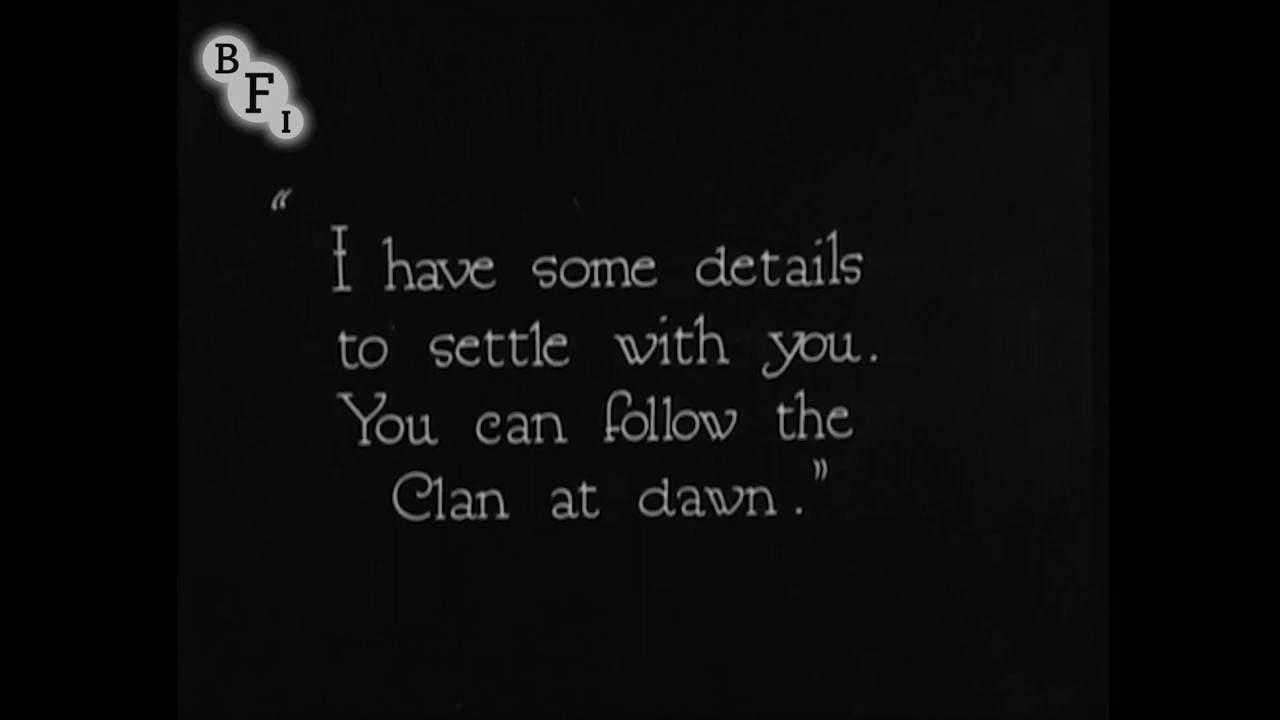 BFI
“I have some details
to settle with you.
You can follow the
Clan at dawn.”